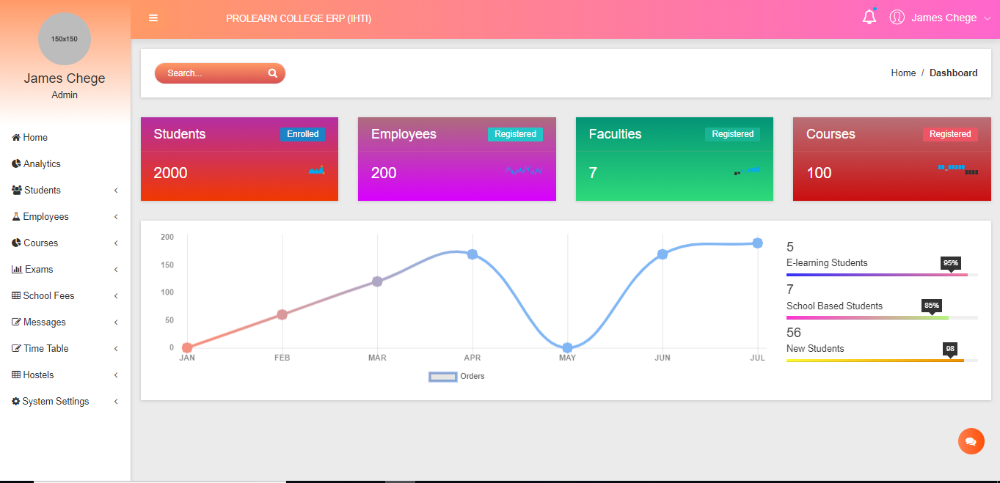 150x150
James Chege
Admin
Home
Analytics
Students
Employees
Courses
Exams
School Fees
Messages
Time Table
Hostels
System Settings
PROLEARN COLLEGE ERP (IHTI)
James Chege
Search...
Home / Dashboard
Students Enrolled
2000
Employees Registered
200
Faculties Registered
7
Courses Registered
100
200
150
100
50
0
JAN FEB MAR APR MAY JUN JUL
Orders
5
E-learning Students
95%
7
School Based Students
85%
56
New Students
98